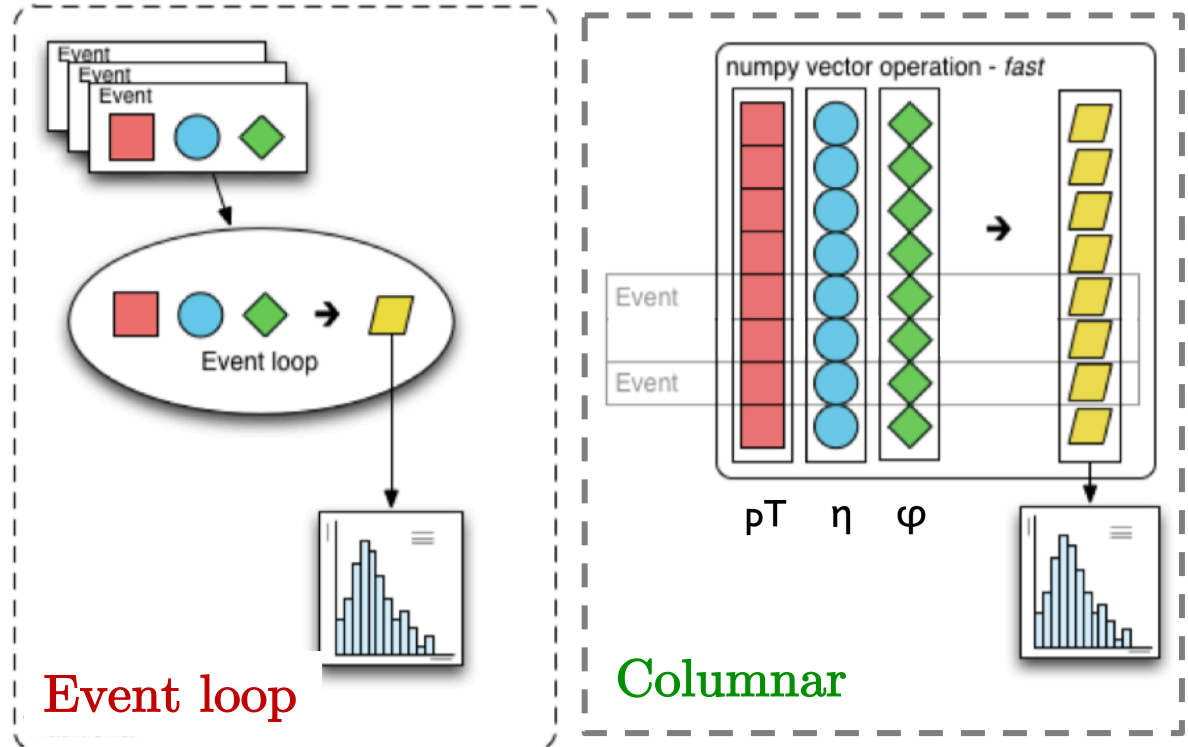 Event
Event
Event
Event loop
Event loop
numpy vector operation - fast
Event
Event
pT η φ
Columnar